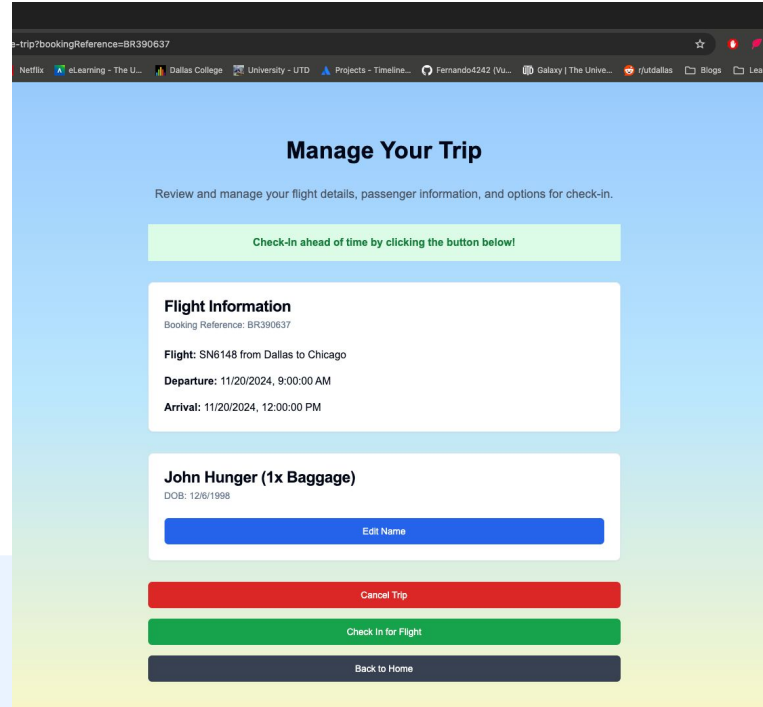 e-trip?bookingReference=BR390637
Netflix eLearning - The U... Dallas College University - UTD Projects - Timeline... Fernando4242 (Vu... Galaxy | The Unive... r/utdallas Blogs Lea
Manage Your Trip
Review and manage your flight details, passenger information, and options for check-in.
Check-In ahead of time by clicking the button below!
Flight Information
Booking Reference: BR390637
Flight: SN6148 from Dallas to Chicago
Departure: 11/20/2024, 9:00:00 AM
Arrival: 11/20/2024, 12:00:00 PM
John Hunger (1x Baggage)
DOB: 12/6/1998
Edit Name
Cancel Trip
Check In for Flight
Back to Home